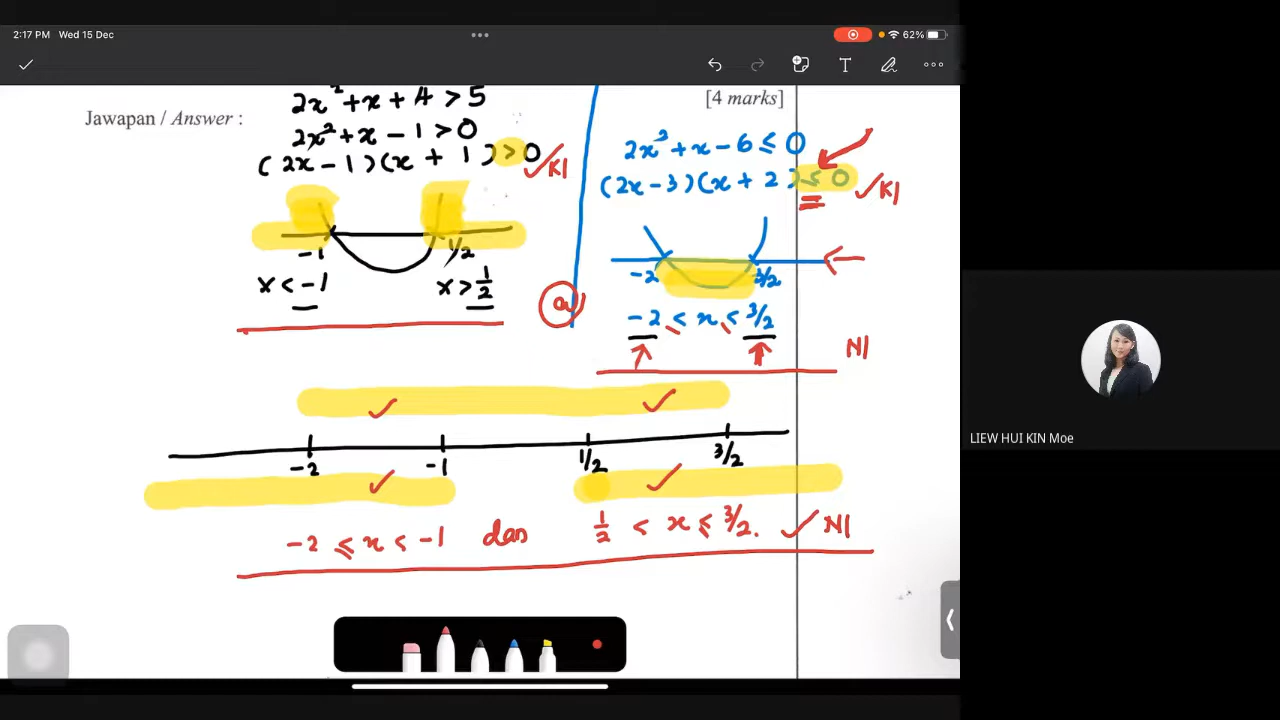 2:17 PM Wed 15 Dec
62%
Jawapan / Answer :
2x² + x + 4 > 5
2x² + x - 1 > 0
(2x - 1)(x + 1) > 0 ✓K1
-1 1/2
x < -1 x > 1/2
[4 marks]
2x² + x - 6 ≤ 0
(2x - 3)(x + 2) ≤ 0 ✓K1
-2 3/2
a)
-2 ≤ x ≤ 3/2
N1
✓ ✓
-2 -1 1/2 3/2
✓ ✓
-2 ≤ x < -1 dan 1/2 < x ≤ 3/2. ✓ N1
LIEW HUI KIN Moe